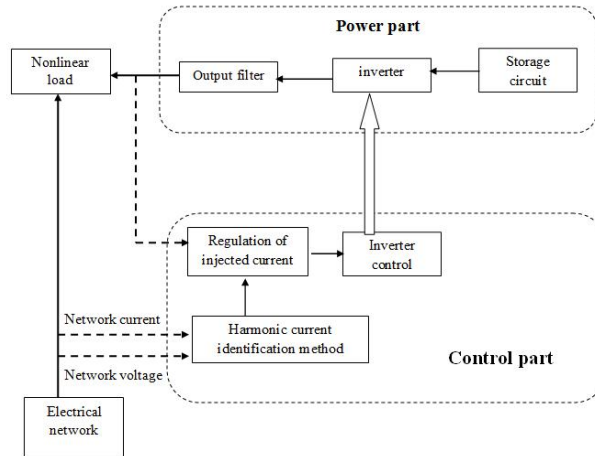 Power part
Nonlinear
load
Output filter
inverter
Storage
circuit
Regulation of
injected current
Inverter
control
Network current
Harmonic current
identification method
Network voltage
Control part
Electrical
network